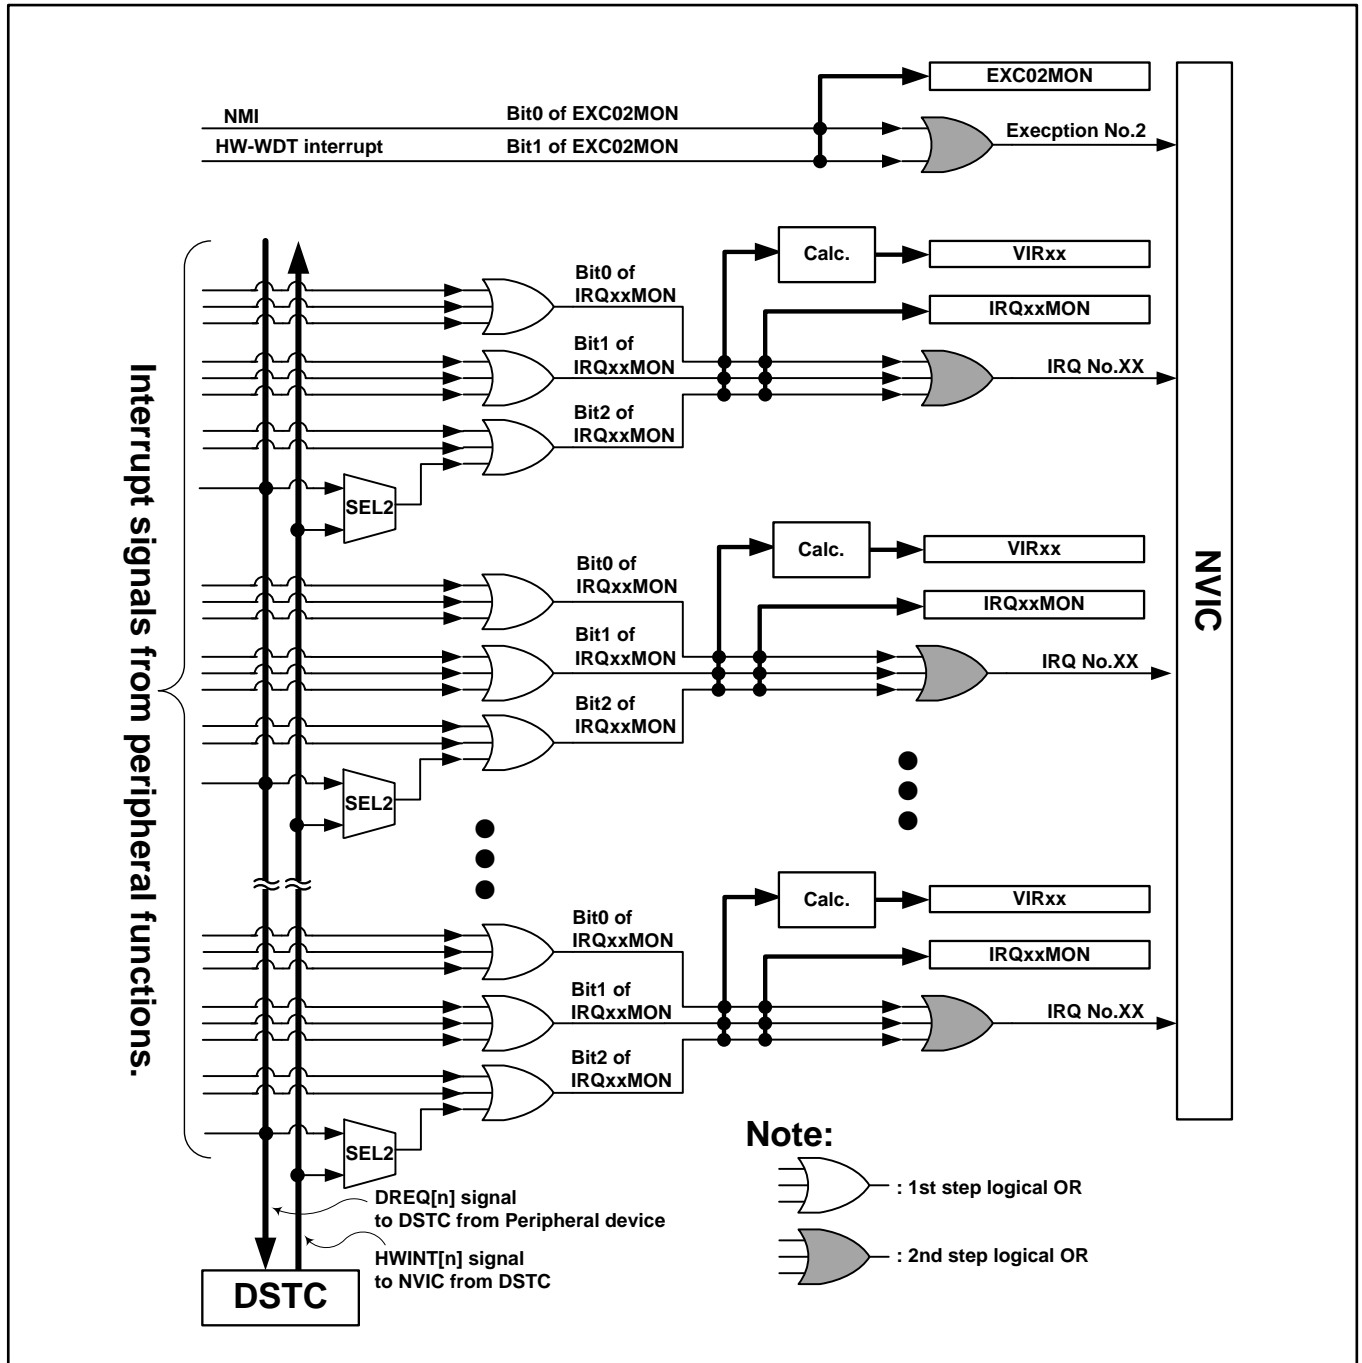 EXC02MON
NMI
Bit0 of EXC02MON
Execption No.2
HW-WDT interrupt
Bit1 of EXC02MON
Interrupt signals from peripheral functions.
NVIC
Calc.
VIRxx
Bit0 of
IRQxxMON
IRQxxMON
Bit1 of
IRQxxMON
IRQ No.XX
Bit2 of
IRQxxMON
SEL2
Calc.
VIRxx
Bit0 of
IRQxxMON
IRQxxMON
Bit1 of
IRQxxMON
IRQ No.XX
Bit2 of
IRQxxMON
SEL2
Calc.
VIRxx
Bit0 of
IRQxxMON
IRQxxMON
Bit1 of
IRQxxMON
IRQ No.XX
Bit2 of
IRQxxMON
SEL2
Note:
: 1st step logical OR
: 2nd step logical OR
DREQ[n] signal
to DSTC from Peripheral device
HWINT[n] signal
to NVIC from DSTC
DSTC